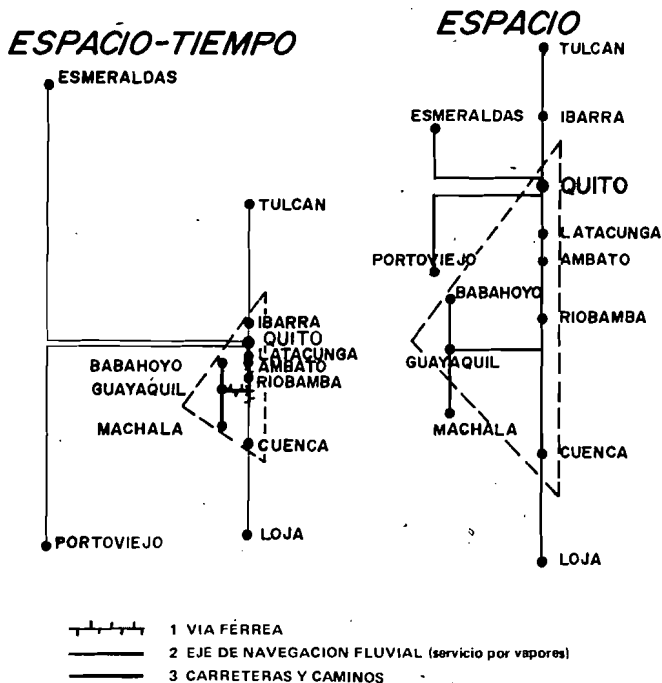 ESPACIO-TIEMPO
ESMERALDAS
TULCAN
IBARRA
QUITO
LATACUNGA
AMBATO
RIOBAMBA
BABAHOYO
GUAYAQUIL
MACHALA
CUENCA
PORTOVIEJO
LOJA
ESPACIO
TULCAN
ESMERALDAS
IBARRA
QUITO
LATACUNGA
PORTOVIEJO
AMBATO
BABAHOYO
RIOBAMBA
GUAYAQUIL
MACHALA
CUENCA
LOJA
1 VIA FERREA
2 EJE DE NAVEGACION FLUVIAL (servicio por vapores)
3 CARRETERAS Y CAMINOS